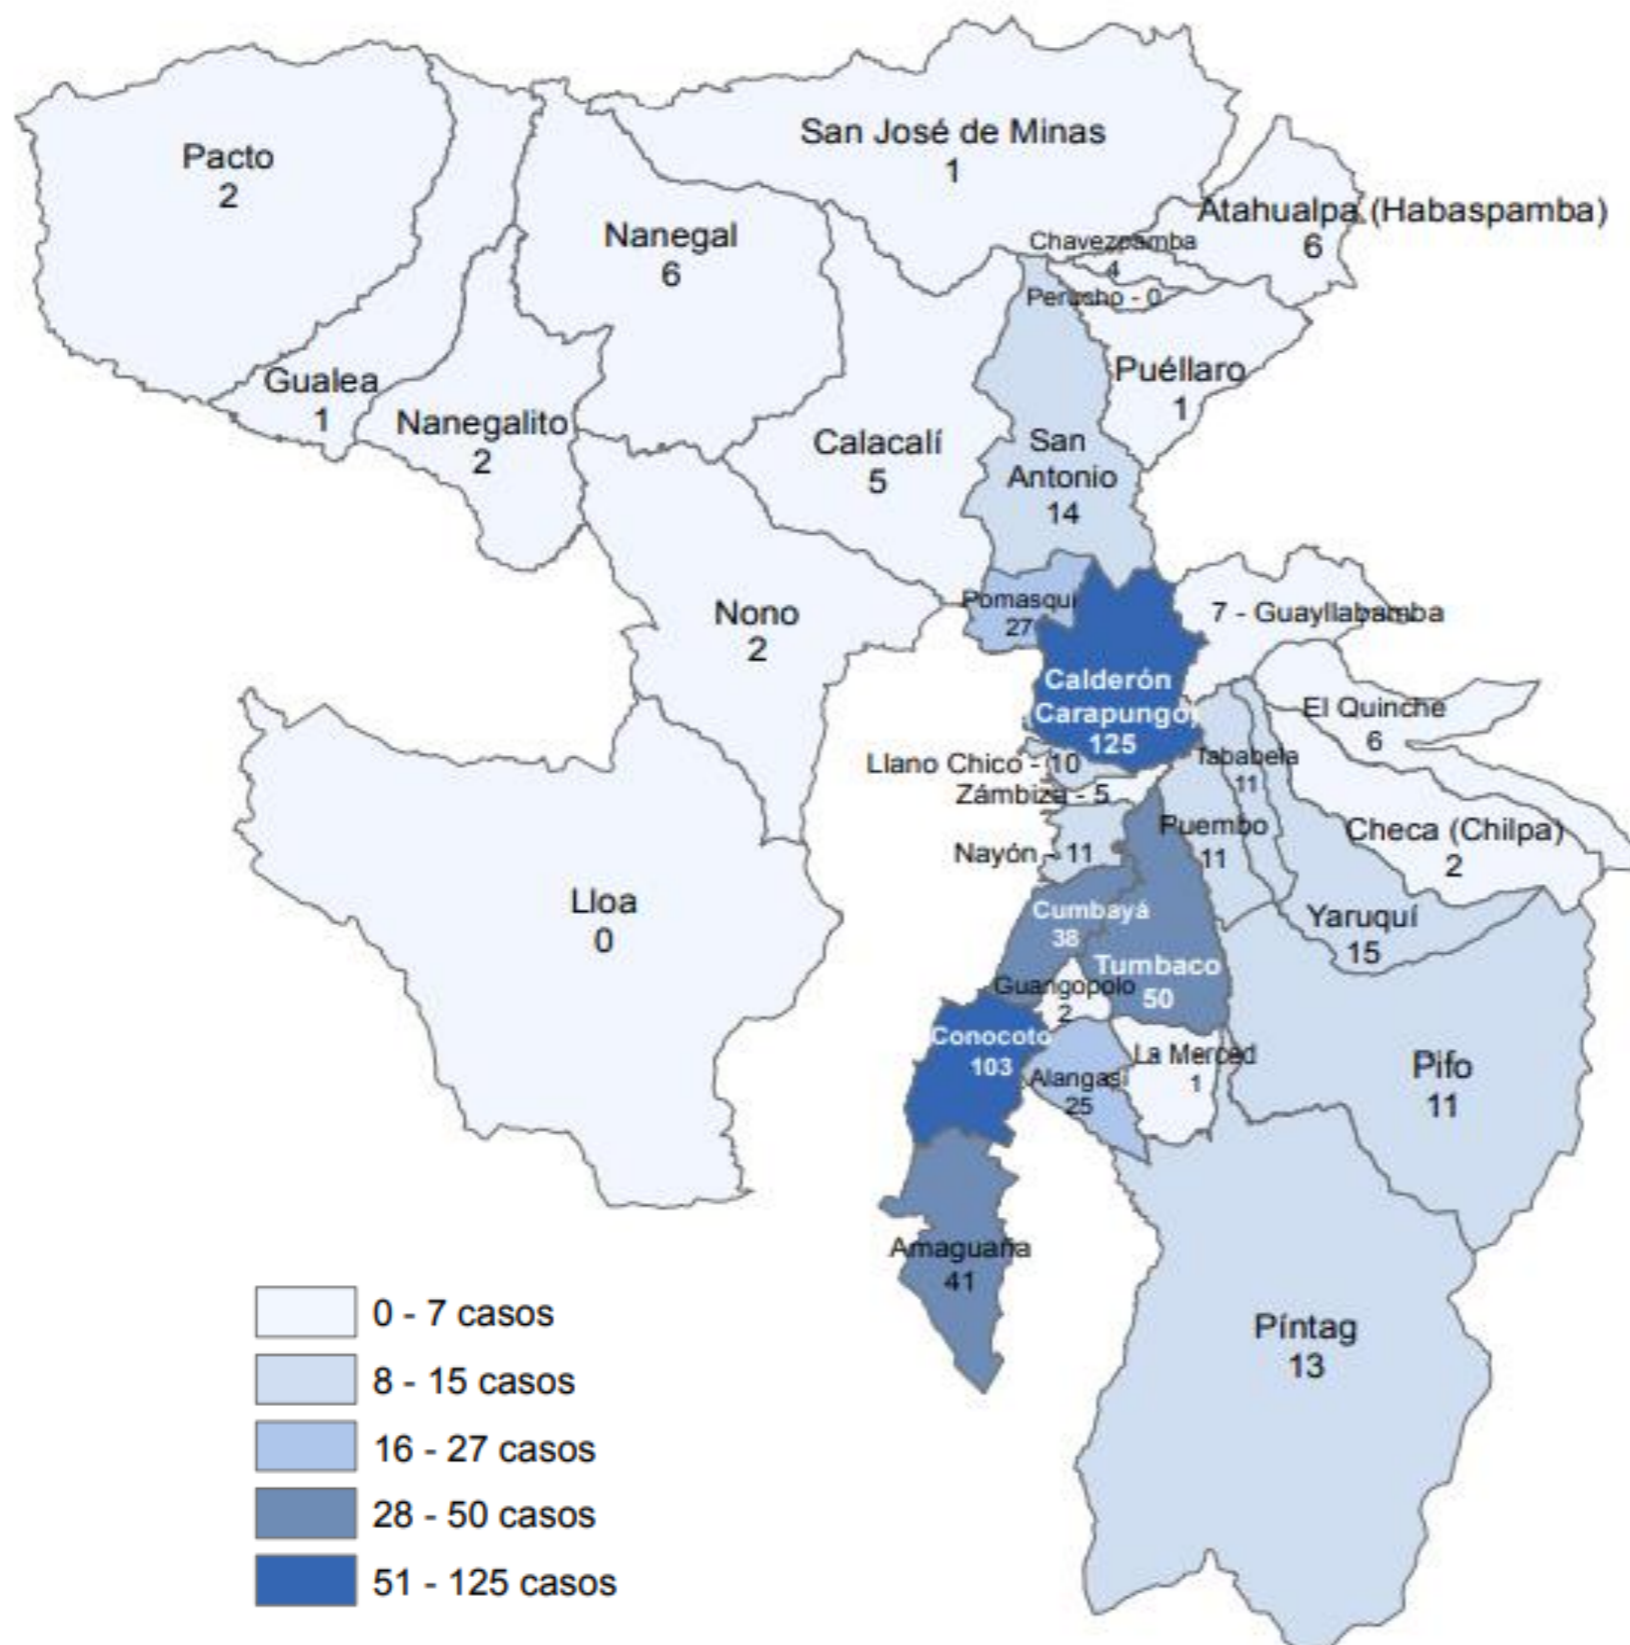 San José de Minas
1
Pacto
2
Atahualpa (Habaspamba)
6
Nanegal
6
Chavezpamba
4
Perusho - 0
Puéllaro
1
Gualea
1
Nanegalito
2
Calacalí
5
San
Antonio
14
Pomasqui
27
Nono
2
7 - Guayllabamba
Calderón
Carapungo
125
El Quinche
6
Llano Chico - 10
Tababela
11
Zámbiza - 5
Puembo
11
Checa (Chilpa)
2
Nayón - 11
Lloa
0
Cumbayá
38
Yaruquí
15
Tumbaco
50
Guangopolo
2
Conocoto
103
La Merced
1
Alangasi
25
Pifo
11
Amaguaña
41
Píntag
13
0 - 7 casos
8 - 15 casos
16 - 27 casos
28 - 50 casos
51 - 125 casos